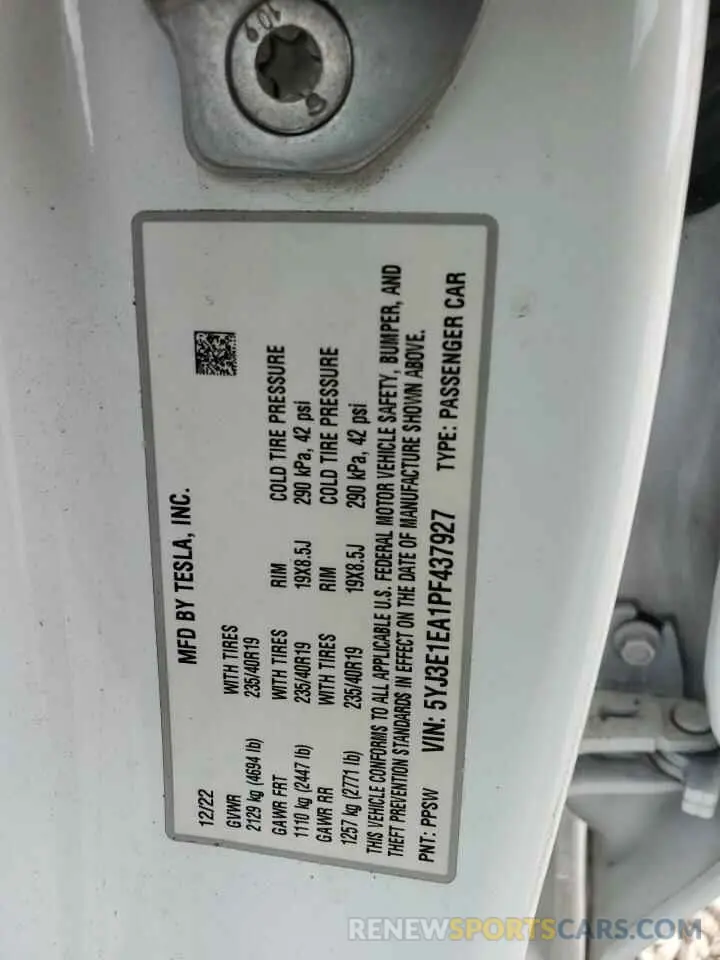 10.9
MFD BY TESLA, INC.
12/22
GVWR WITH TIRES
2129 kg (4694 lb) 235/40R19
GAWR FRT WITH TIRES RIM COLD TIRE PRESSURE
1110 kg (2447 lb) 235/40R19 19X8.5J 290 kPa, 42 psi
GAWR RR WITH TIRES RIM COLD TIRE PRESSURE
1257 kg (2771 lb) 235/40R19 19X8.5J 290 kPa, 42 psi
THIS VEHICLE CONFORMS TO ALL APPLICABLE U.S. FEDERAL MOTOR VEHICLE SAFETY, BUMPER, AND
THEFT PREVENTION STANDARDS IN EFFECT ON THE DATE OF MANUFACTURE SHOWN ABOVE.
PNT: PPSW VIN: 5YJ3E1EA1PF437927 TYPE: PASSENGER CAR
RENEWSPORTSCARS.COM